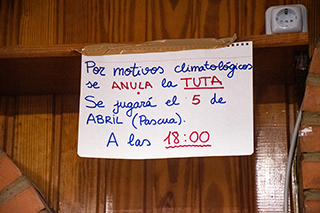 Por motivos climatológicos
se ANULA la TUTA
Se jugará el 5 de
ABRIL (Pascua).
A las 18:00